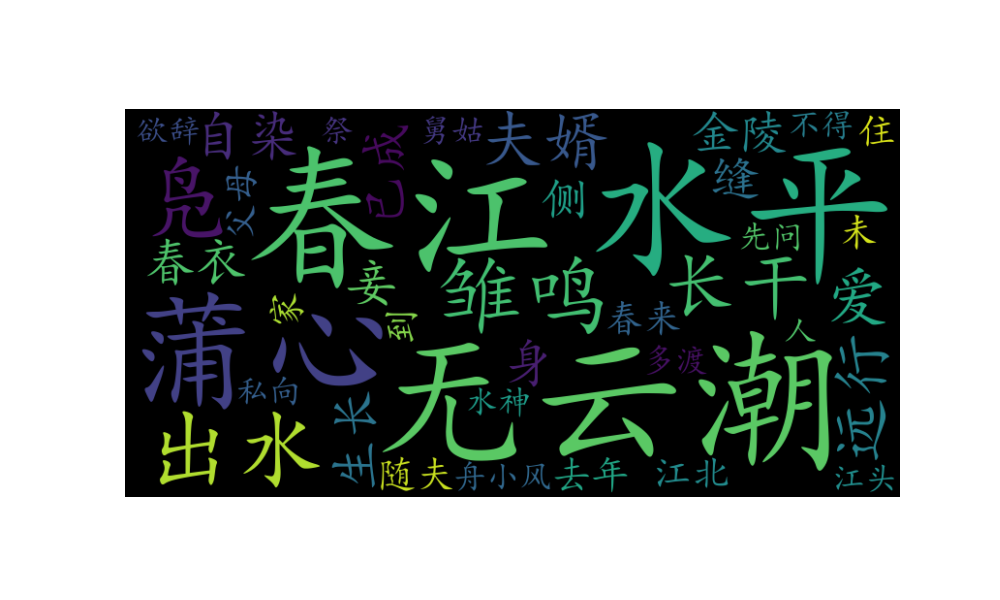 欲辞
自染
祭
已成
舅姑
夫婿
金陵
不得
住
凫
父母
春江水平
侧
缝
先问
未
春衣
妾
雏鸣
长干
爱
蒲心
家
到
春来
人
身
多渡
无云潮
远行
私向
水神
生长
出水
随夫
舟小风
去年
江北
江头